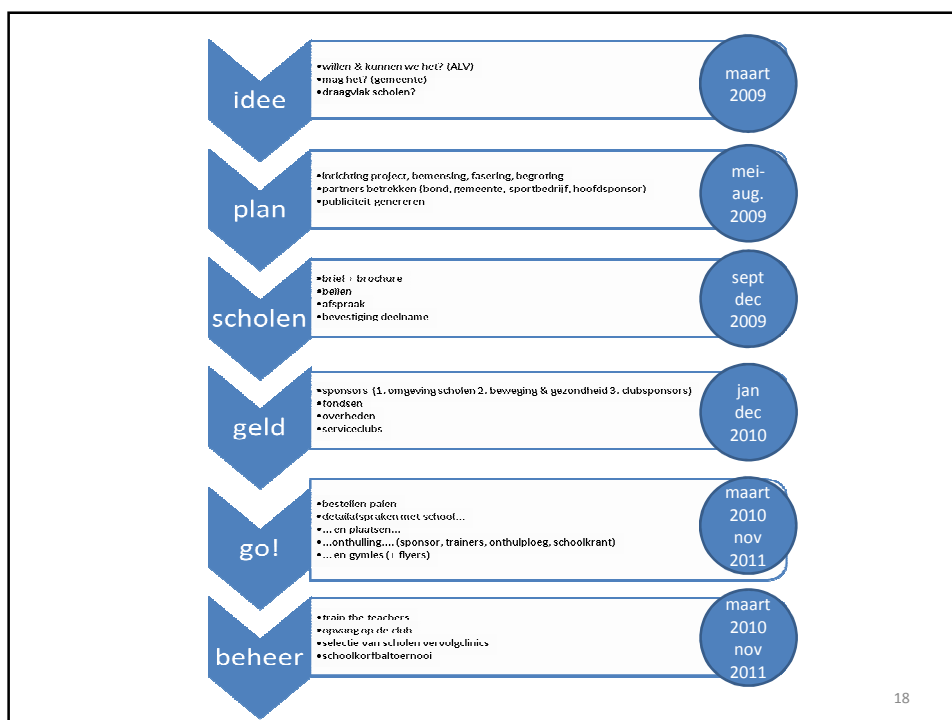 idee
•willen & kunnen we het? (ALV)
•mag het? (gemeente)
•draagvlak scholen?
maart
2009
plan
•inrichting project, bemensing, fasering, begroting
•partners betrekken (bond, gemeente, sportbedrijf, hoofdsponsor)
•publiciteit genereren
mei-
aug.
2009
scholen
•brief + brochure
•bellen
•afspraak
•bevestiging deelname
sept
dec
2009
geld
•sponsors (1. omgeving scholen 2. beweging & gezondheid 3. clubsponsors)
•fondsen
•overheden
•serviceclubs
jan
dec
2010
go!
•bestellen palen
•detailafspraken met school...
•... en plaatsen...
•...onthulling.... (sponsor, trainers, onthulploeg, schoolkrant)
•... en gymles (+ flyers)
maart
2010
nov
2011
beheer
•train the teachers
•opvang op de club
•selectie van scholen vervolgclinics
•schoolkorfbaltoernooi
maart
2010
nov
2011
18